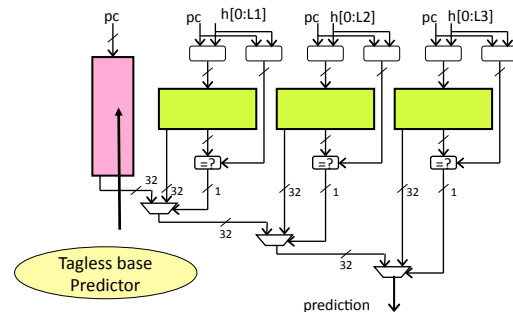 pc
pc h[0:L1]
pc h[0:L2]
pc h[0:L3]
=?
=?
=?
32
32
1
32
1
32
1
32
32
Tagless base
Predictor
prediction